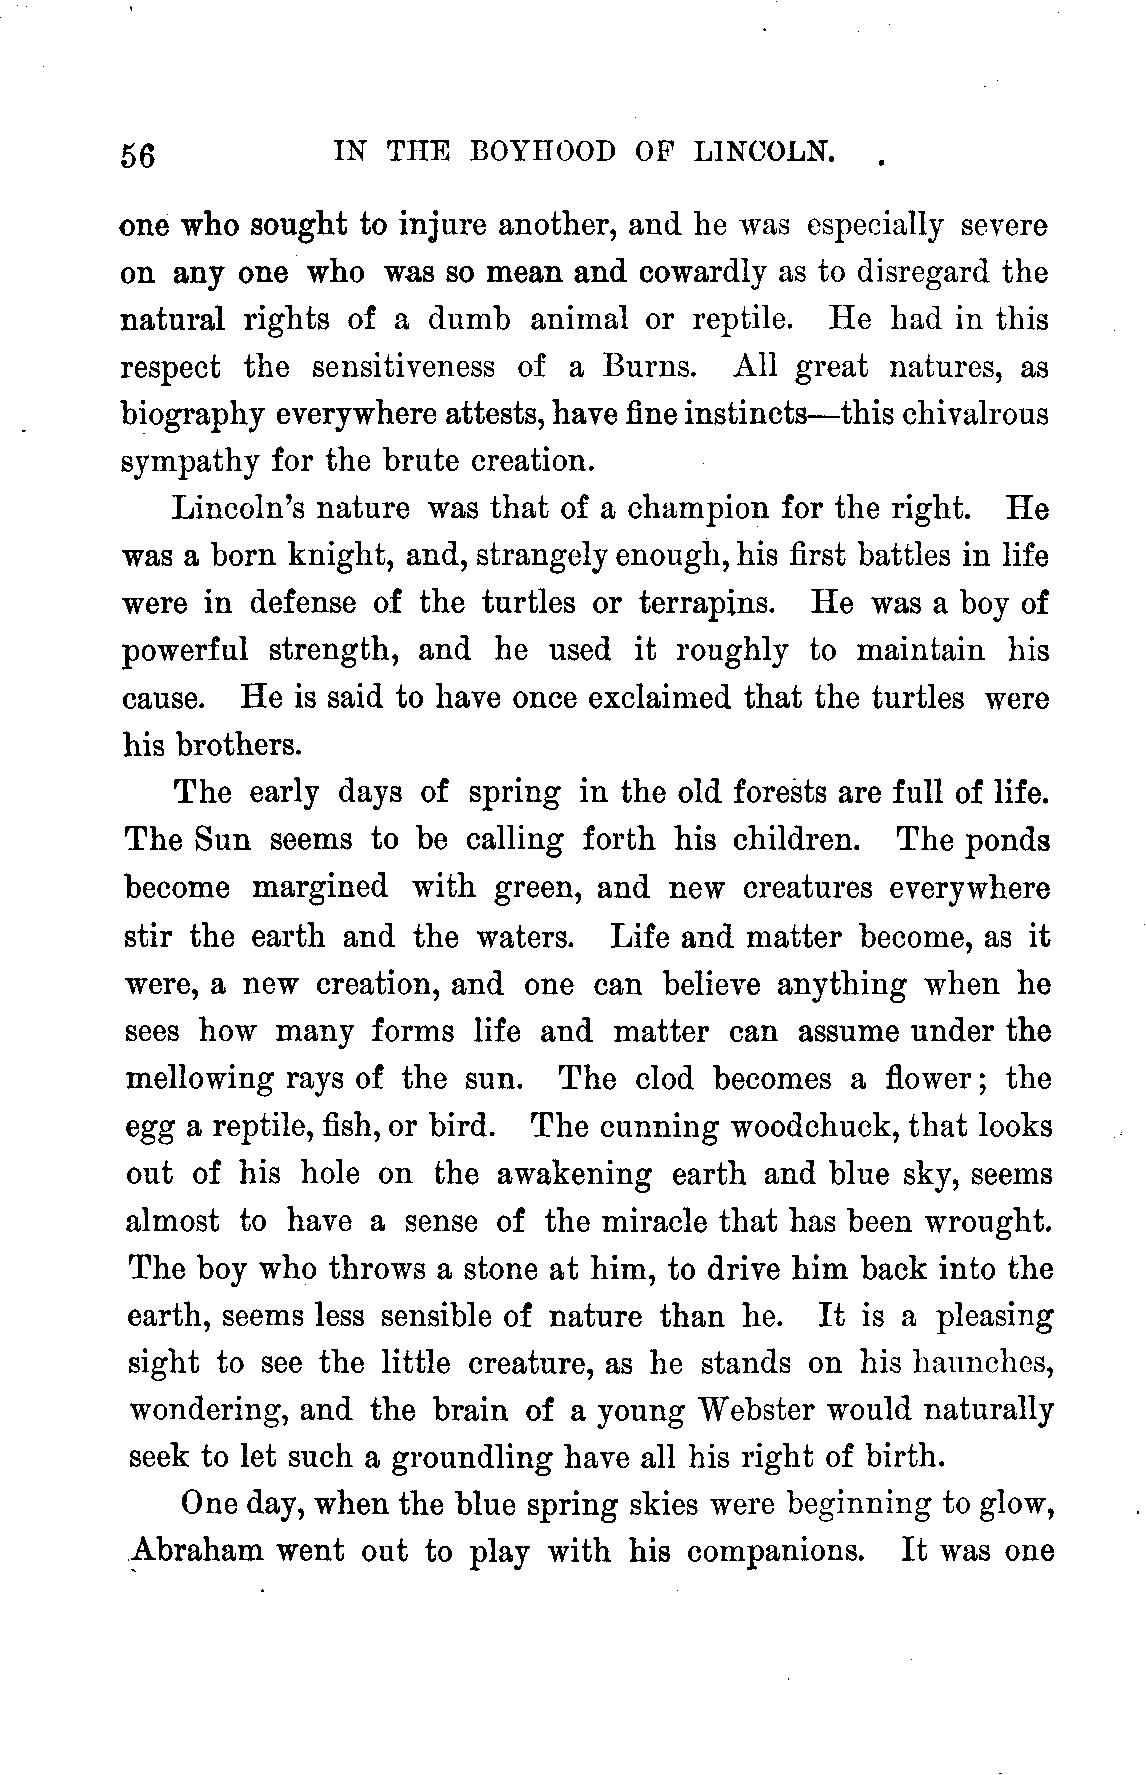 56 IN THE BOYHOOD OF LINCOLN.
one who sought to injure another, and he was especially severe
on any one who was so mean and cowardly as to disregard the
natural rights of a dumb animal or reptile. He had in this
respect the sensitiveness of a Burns. All great natures, as
biography everywhere attests, have fine instincts—this chivalrous
sympathy for the brute creation.
Lincoln's nature was that of a champion for the right. He
was a born knight, and, strangely enough, his first battles in life
were in defense of the turtles or terrapins. He was a boy of
powerful strength, and he used it roughly to maintain his
cause. He is said to have once exclaimed that the turtles were
his brothers.
The early days of spring in the old forests are full of life.
The Sun seems to be calling forth his children. The ponds
become margined with green, and new creatures everywhere
stir the earth and the waters. Life and matter become, as it
were, a new creation, and one can believe anything when he
sees how many forms life and matter can assume under the
mellowing rays of the sun. The clod becomes a flower; the
egg a reptile, fish, or bird. The cunning woodchuck, that looks
out of his hole on the awakening earth and blue sky, seems
almost to have a sense of the miracle that has been wrought.
The boy who throws a stone at him, to drive him back into the
earth, seems less sensible of nature than he. It is a pleasing
sight to see the little creature, as he stands on his haunches,
wondering, and the brain of a young Webster would naturally
seek to let such a groundling have all his right of birth.
One day, when the blue spring skies were beginning to glow,
Abraham went out to play with his companions. It was one